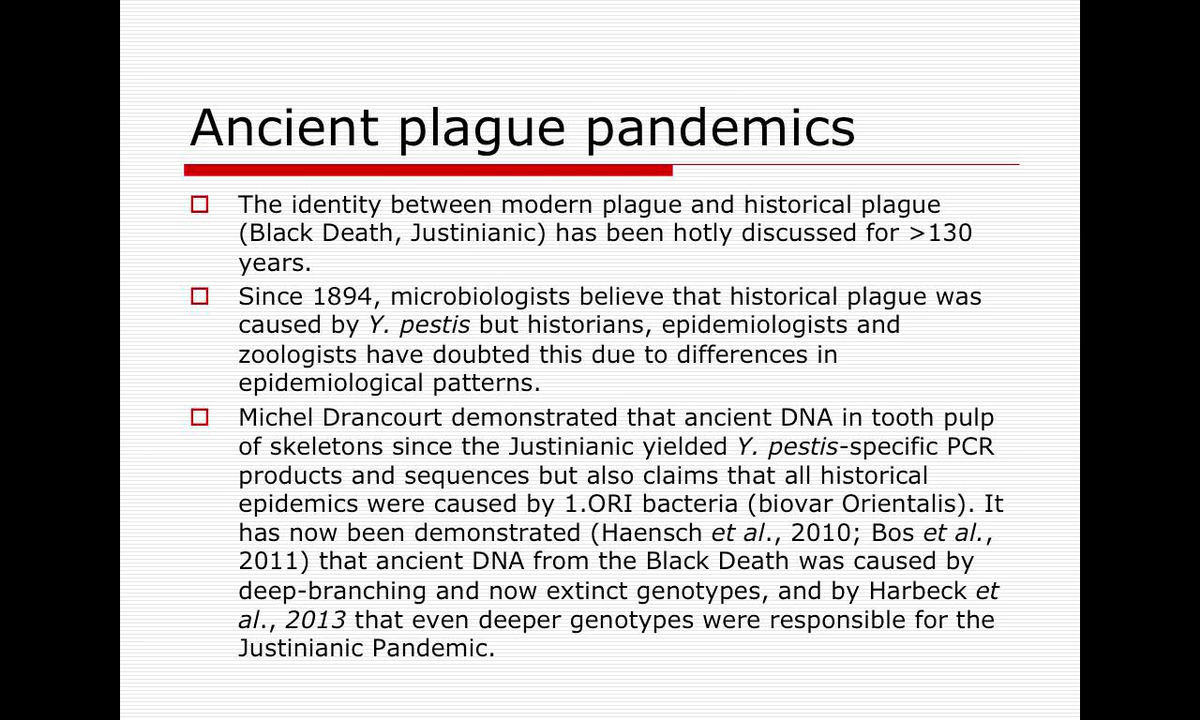 Ancient plague pandemics
The identity between modern plague and historical plague
(Black Death, Justinianic) has been hotly discussed for >130
years.
Since 1894, microbiologists believe that historical plague was
caused by Y. pestis but historians, epidemiologists and
zoologists have doubted this due to differences in
epidemiological patterns.
Michel Drancourt demonstrated that ancient DNA in tooth pulp
of skeletons since the Justinianic yielded Y. pestis-specific PCR
products and sequences but also claims that all historical
epidemics were caused by 1.ORI bacteria (biovar Orientalis). It
has now been demonstrated (Haensch et al., 2010; Bos et al.,
2011) that ancient DNA from the Black Death was caused by
deep-branching and now extinct genotypes, and by Harbeck et
al., 2013 that even deeper genotypes were responsible for the
Justinianic Pandemic.